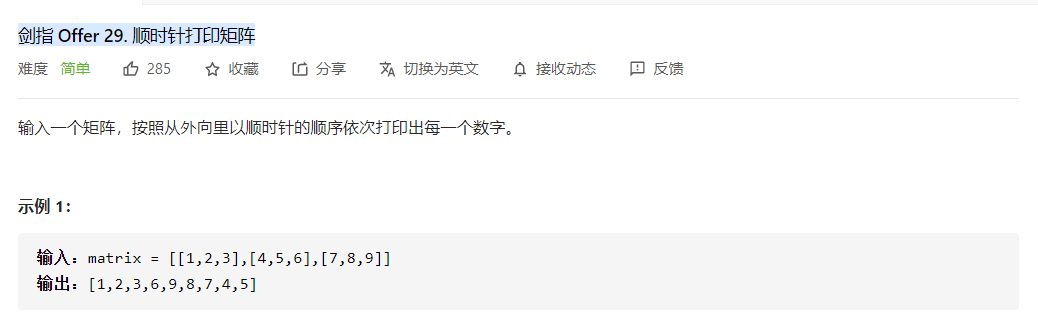 剑指 Offer 29. 顺时针打印矩阵
难度 简单 285 收藏 分享 切换为英文 接收动态 反馈
输入一个矩阵，按照从外向里以顺时针的顺序依次打印出每一个数字。
示例 1：
输入：matrix = [[1,2,3],[4,5,6],[7,8,9]]
输出：[1,2,3,6,9,8,7,4,5]